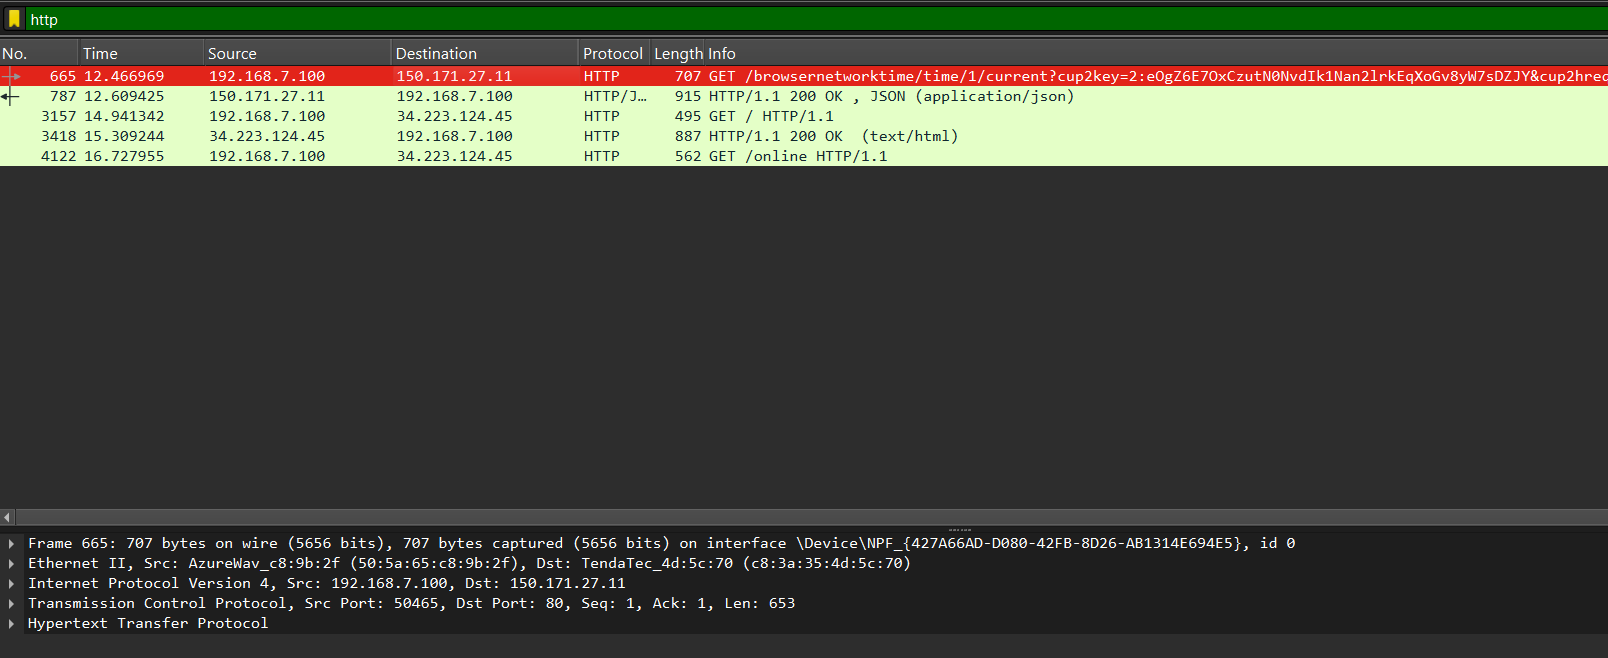 http
No. Time Source Destination Protocol Length Info
665 12.466969 192.168.7.100 150.171.27.11 HTTP 707 GET /browsernetworktime/time/1/current?cup2key=2:eOgZ6E7OxCzutN0NvdIk1Nan2lrkEqXoGv8yW7sDZJY&cup2hred
787 12.609425 150.171.27.11 192.168.7.100 HTTP/J… 915 HTTP/1.1 200 OK , JSON (application/json)
3157 14.941342 192.168.7.100 34.223.124.45 HTTP 495 GET / HTTP/1.1
3418 15.309244 34.223.124.45 192.168.7.100 HTTP 887 HTTP/1.1 200 OK  (text/html)
4122 16.727955 192.168.7.100 34.223.124.45 HTTP 562 GET /online HTTP/1.1
Frame 665: 707 bytes on wire (5656 bits), 707 bytes captured (5656 bits) on interface \Device\NPF_{427A66AD-D080-42FB-8D26-AB1314E694E5}, id 0
Ethernet II, Src: AzureWav_c8:9b:2f (50:5a:65:c8:9b:2f), Dst: TendaTec_4d:5c:70 (c8:3a:35:4d:5c:70)
Internet Protocol Version 4, Src: 192.168.7.100, Dst: 150.171.27.11
Transmission Control Protocol, Src Port: 50465, Dst Port: 80, Seq: 1, Ack: 1, Len: 653
Hypertext Transfer Protocol